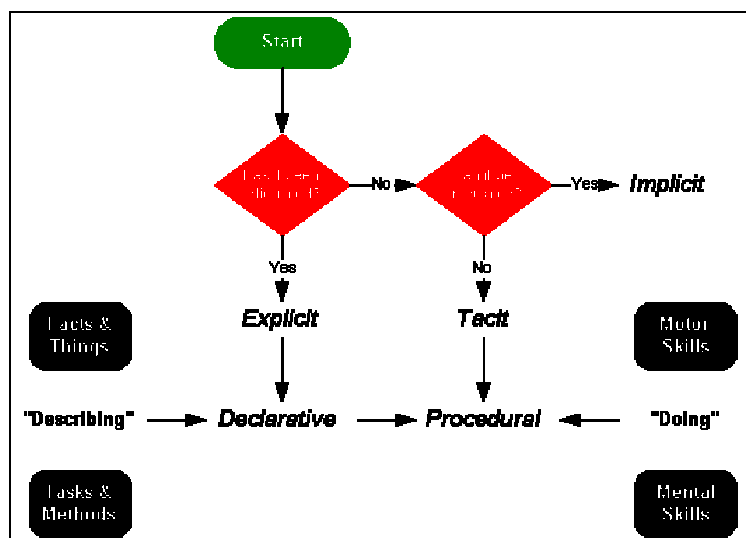 Start
No
Yes
Implicit
Yes
No
Explicit
Tacit
Facts &
Things
Motor
Skills
"Describing"
Declarative
Procedural
"Doing"
Tasks &
Methods
Mental
Skills